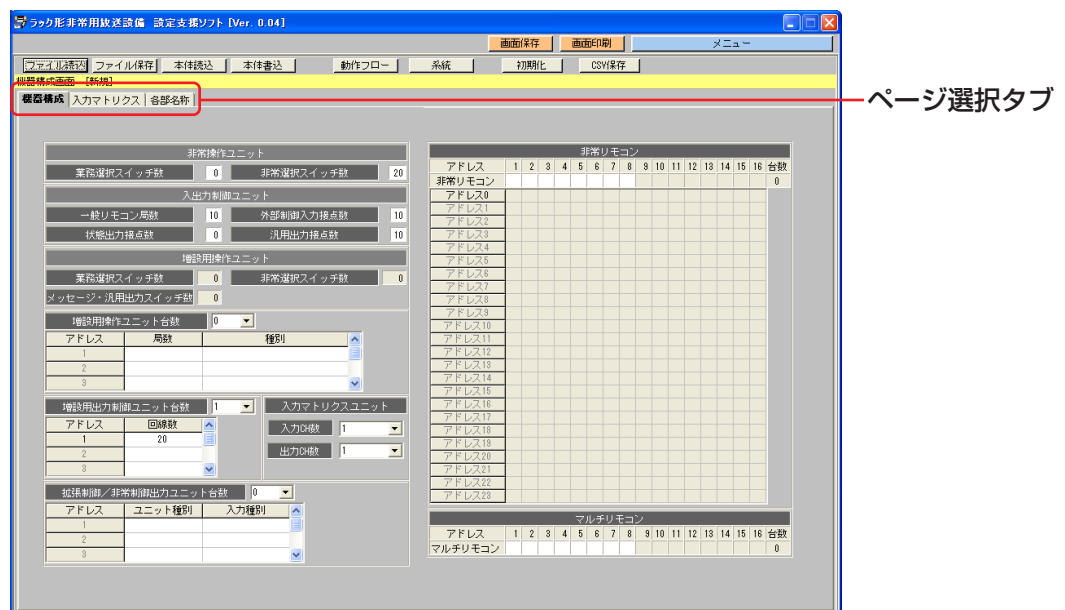 ラック形非常用放送設備 設定支援ソフト [Ver. 0.04]
画面保存 画面印刷 メニュー
ファイル読込 ファイル保存 本体読込 本体書込 動作フロー 系統 初期化 CSV保存
機器構成画面 [新規]
機器構成 入力マトリクス 各部名称
ページ選択タブ
非常操作ユニット
業務選択スイッチ数 0 非常選択スイッチ数 20
入出力制御ユニット
一般リモコン局数 10 外部制御入力接点数 10
状態出力接点数 0 汎用出力接点数 10
増設用操作ユニット
業務選択スイッチ数 0 非常選択スイッチ数 0
メッセージ・汎用出力スイッチ数 0
増設用操作ユニット台数 0
アドレス 局数 種別
1
2
3
増設用出力制御ユニット台数 1
アドレス 回線数
1 20
2
3
入力マトリクスユニット
入力CH数 1
出力CH数 1
拡張制御/非常制御出力ユニット台数 0
アドレス ユニット種別 入力種別
1
2
3
非常リモコン
アドレス 1 2 3 4 5 6 7 8 9 10 11 12 13 14 15 16 台数
非常リモコン 0
アドレス0
アドレス1
アドレス2
アドレス3
アドレス4
アドレス5
アドレス6
アドレス7
アドレス8
アドレス9
アドレス10
アドレス11
アドレス12
アドレス13
アドレス14
アドレス15
アドレス16
アドレス17
アドレス18
アドレス19
アドレス20
アドレス21
アドレス22
アドレス23
マルチリモコン
アドレス 1 2 3 4 5 6 7 8 9 10 11 12 13 14 15 16 台数
マルチリモコン 0